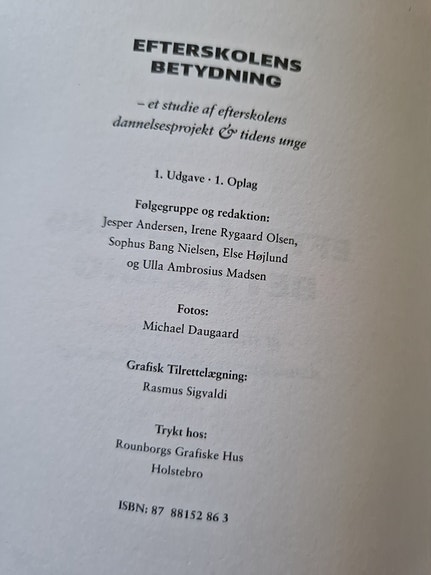 EFTERSKOLENS
BETYDNING
– et studie af efterskolens
dannelsesprojekt & tidens unge
1. Udgave · 1. Oplag
Følgegruppe og redaktion:
Jesper Andersen, Irene Rygaard Olsen,
Sophus Bang Nielsen, Else Højlund
og Ulla Ambrosius Madsen
Fotos:
Michael Daugaard
Grafisk Tilrettelægning:
Rasmus Sigvaldi
Trykt hos:
Rounborgs Grafiske Hus
Holstebro
ISBN: 87 88152 86 3